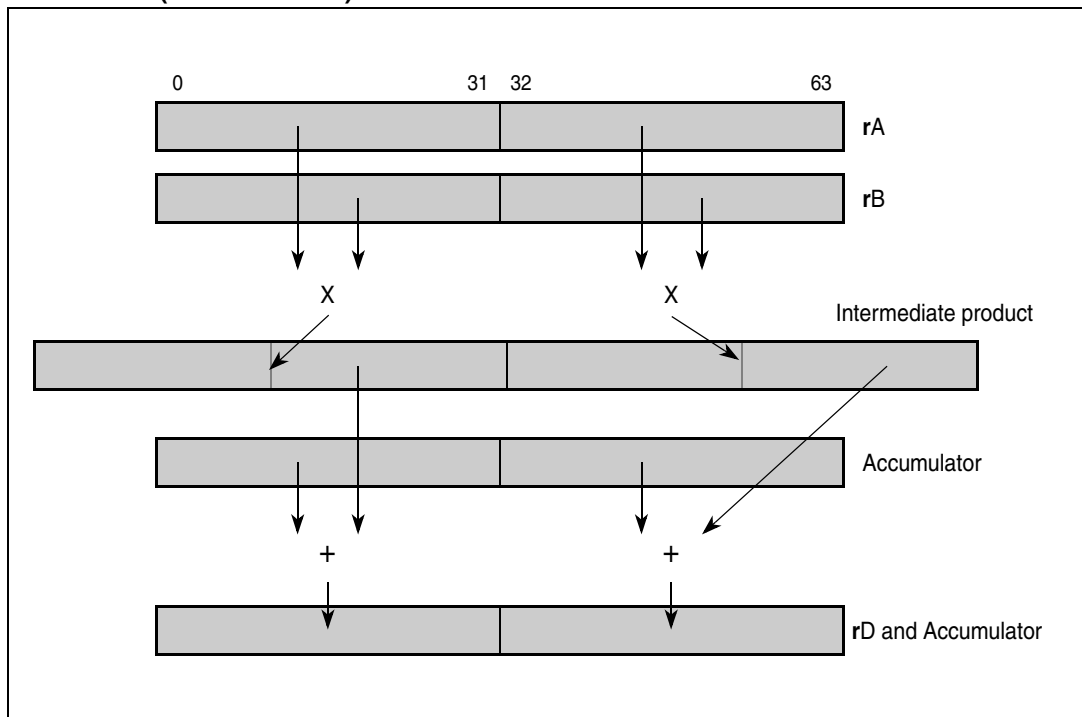 0 31 32 63
rA
rB
X X
Intermediate product
Accumulator
+ +
rD and Accumulator